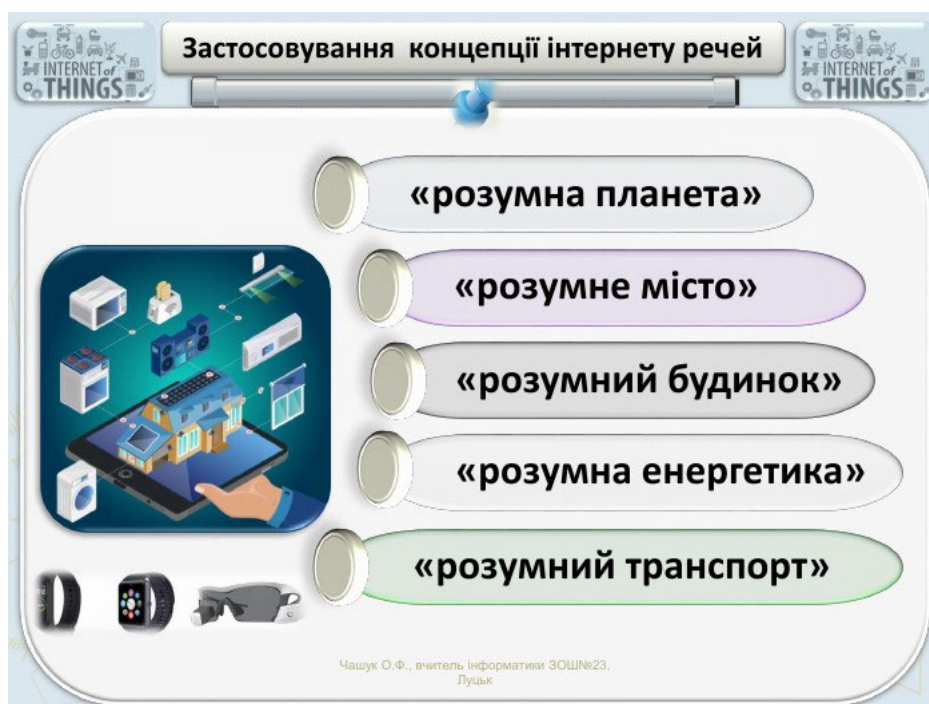 INTERNET of
THINGS
Застосовування концепції інтернету речей
INTERNET of
THINGS
«розумна планета»
«розумне місто»
«розумний будинок»
«розумна енергетика»
«розумний транспорт»
Чашук О.Ф., вчитель інформатики ЗОШ№23,
Луцьк